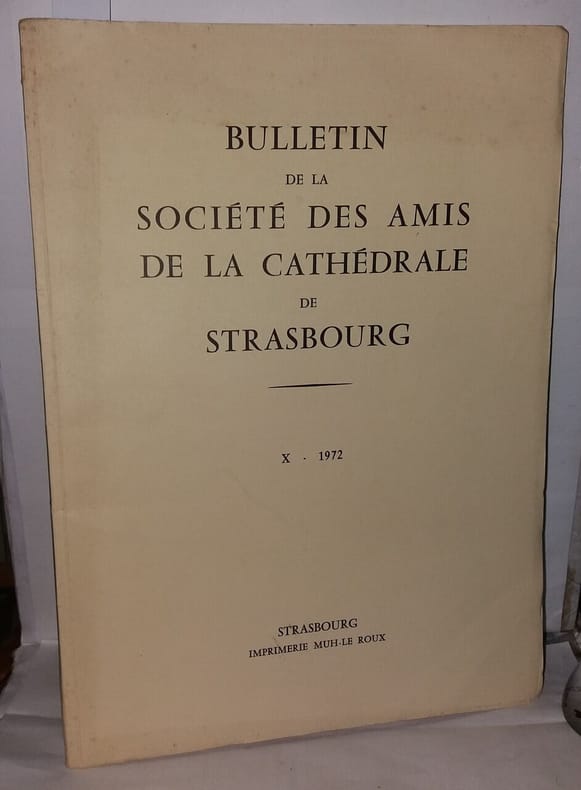 BULLETIN
DE LA
SOCIÉTÉ DES AMIS
DE LA CATHÉDRALE
DE
STRASBOURG
X - 1972
STRASBOURG
IMPRIMERIE MUH-LE ROUX